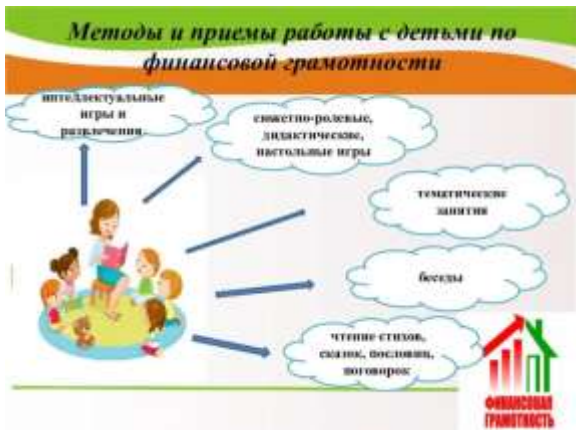 Методы и приемы работы с детьми по
финансовой грамотности
интеллектуальные
игры и
развлечения
сюжетно-ролевые,
дидактические,
настольные игры
тематические
занятия
беседы
чтение стихов,
сказок, пословиц,
поговорок
ФИНАНСОВАЯ
ГРАМОТНОСТЬ